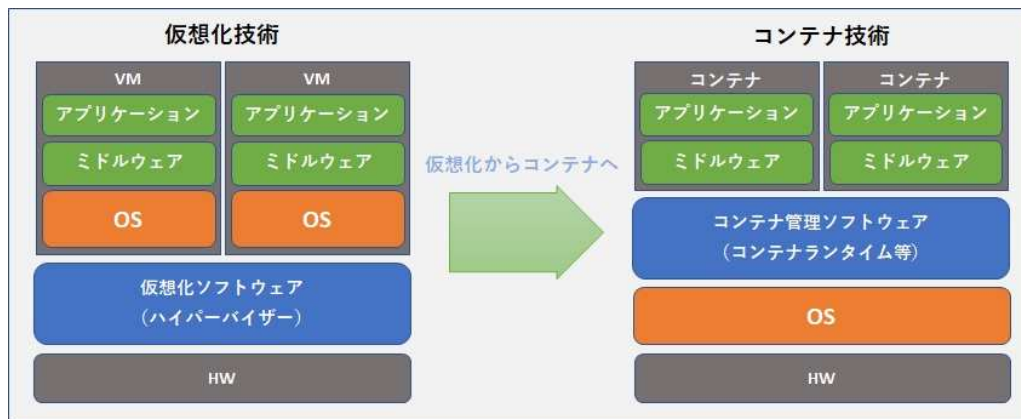 仮想化技術
VM
アプリケーション
ミドルウェア
OS
VM
アプリケーション
ミドルウェア
OS
仮想化ソフトウェア
（ハイパーバイザー）
HW
仮想化からコンテナへ
コンテナ技術
コンテナ
アプリケーション
ミドルウェア
コンテナ
アプリケーション
ミドルウェア
コンテナ管理ソフトウェア
（コンテナランタイム等）
OS
HW